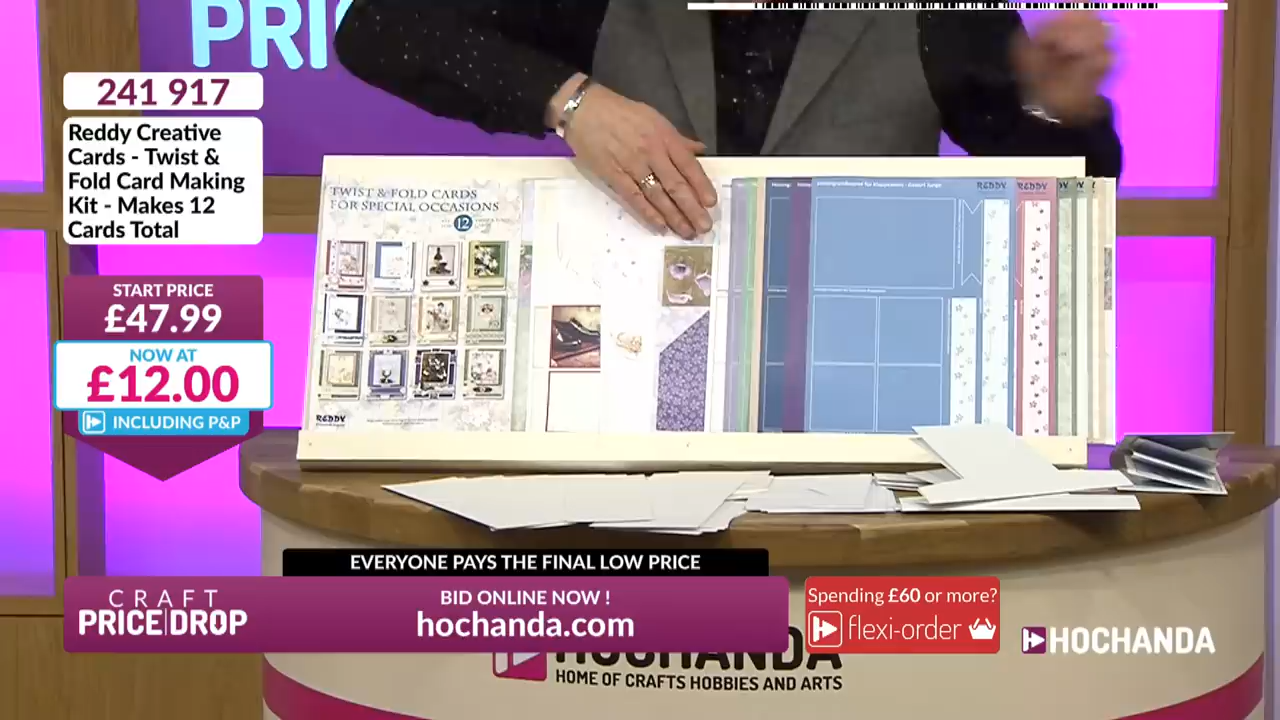 PRI
241 917
Reddy Creative
Cards - Twist &
Fold Card Making
Kit - Makes 12
Cards Total
START PRICE
£47.99
NOW AT
£12.00
INCLUDING P&P
TWIST & FOLD CARDS
FOR SPECIAL OCCASIONS
12
REDDY
REDDY
REDDY
EVERYONE PAYS THE FINAL LOW PRICE
CRAFT
PRICE DROP
BID ONLINE NOW !
hochanda.com
Spending £60 or more?
flexi-order
HOCHANDA
HOCHANDA
HOME OF CRAFTS HOBBIES AND ARTS